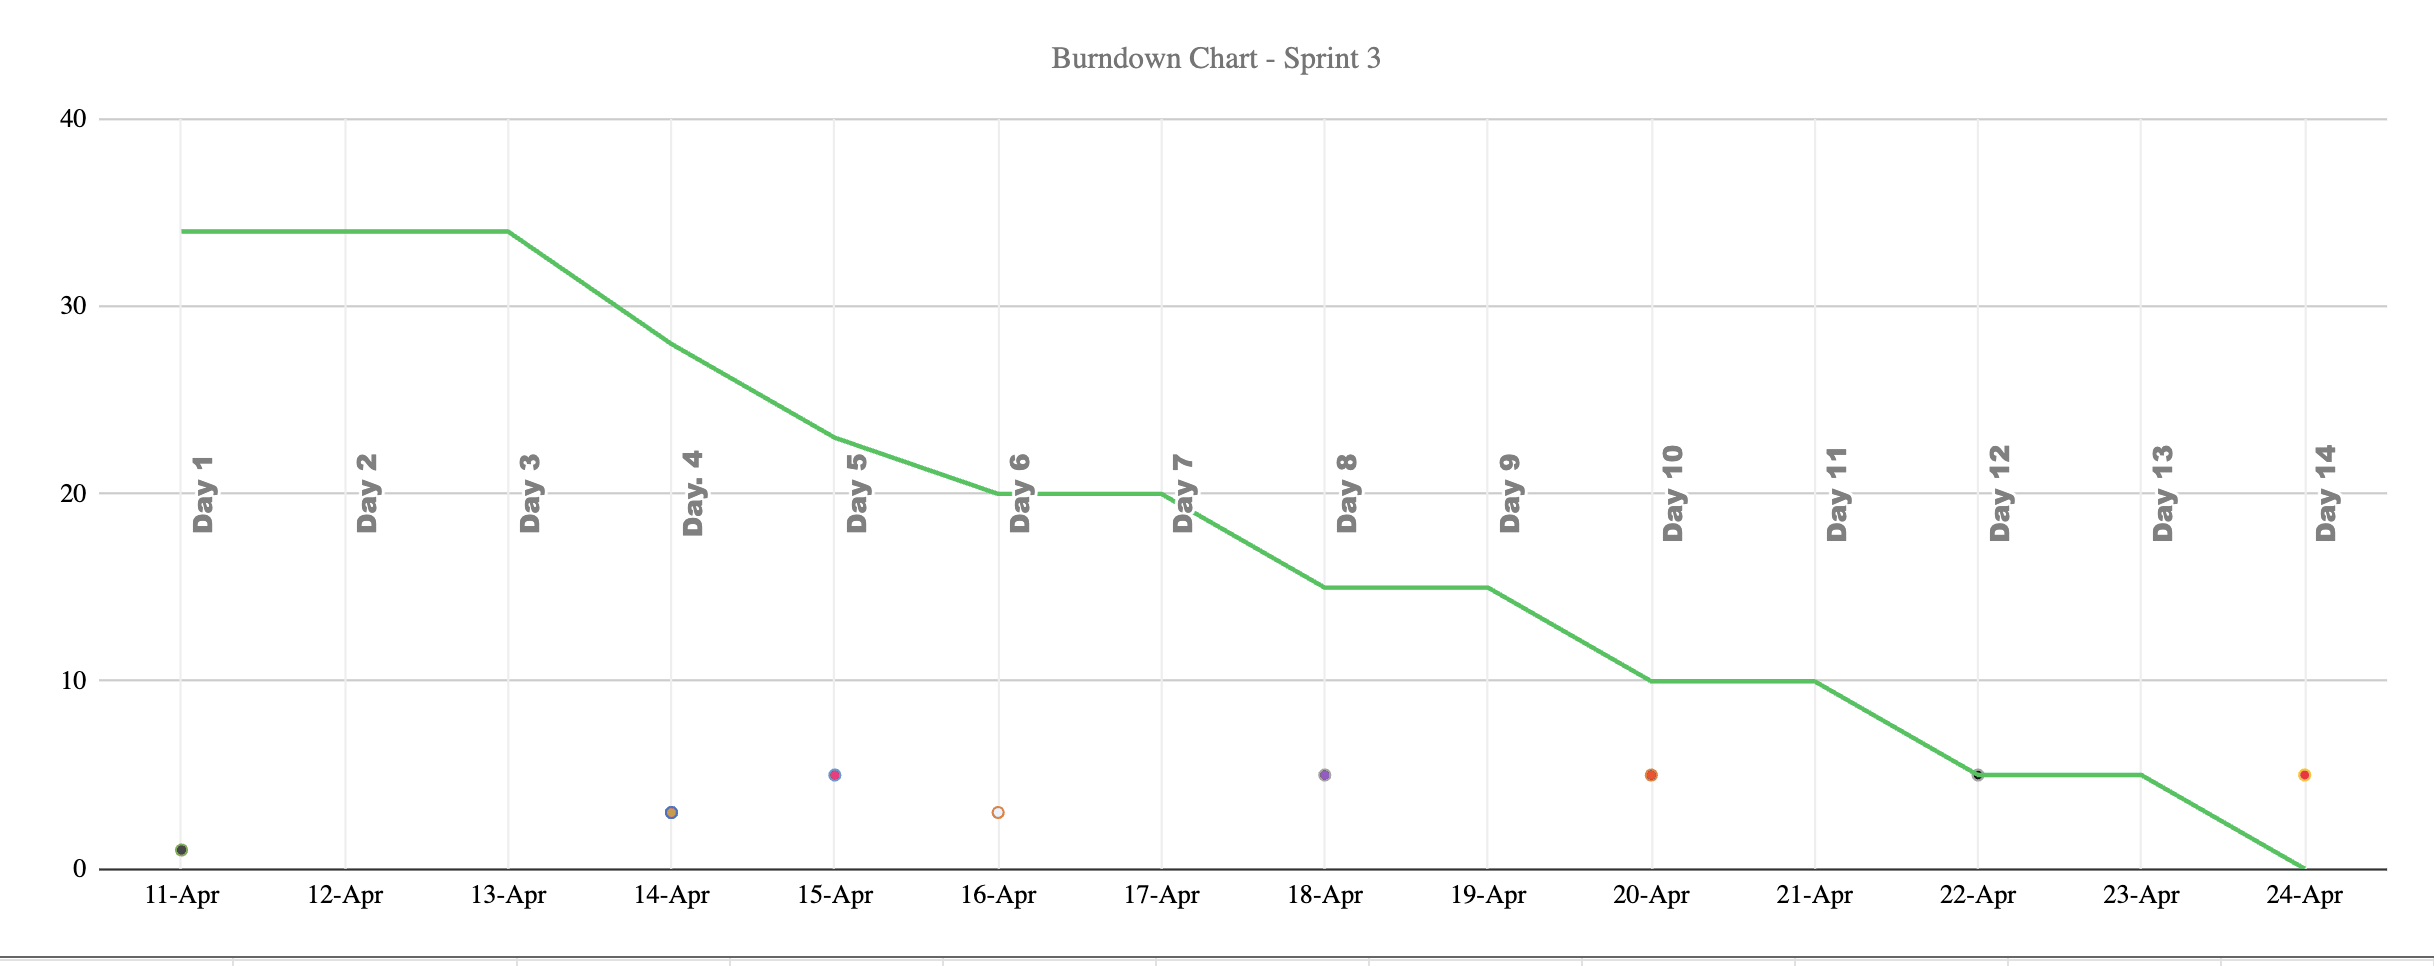 Burndown Chart - Sprint 3
40
30
20
10
0
Day 1
Day 2
Day 3
Day. 4
Day 5
Day 6
Day 7
Day 8
Day 9
Day 10
Day 11
Day 12
Day 13
Day 14
11-Apr 12-Apr 13-Apr 14-Apr 15-Apr 16-Apr 17-Apr 18-Apr 19-Apr 20-Apr 21-Apr 22-Apr 23-Apr 24-Apr